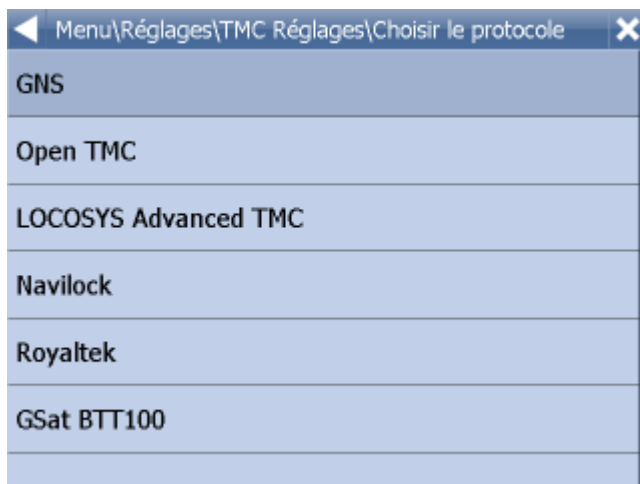 Menu\Réglages\TMC Réglages\Choisir le protocole
GNS
Open TMC
LOCOSYS Advanced TMC
Navilock
Royaltek
GSat BTT100